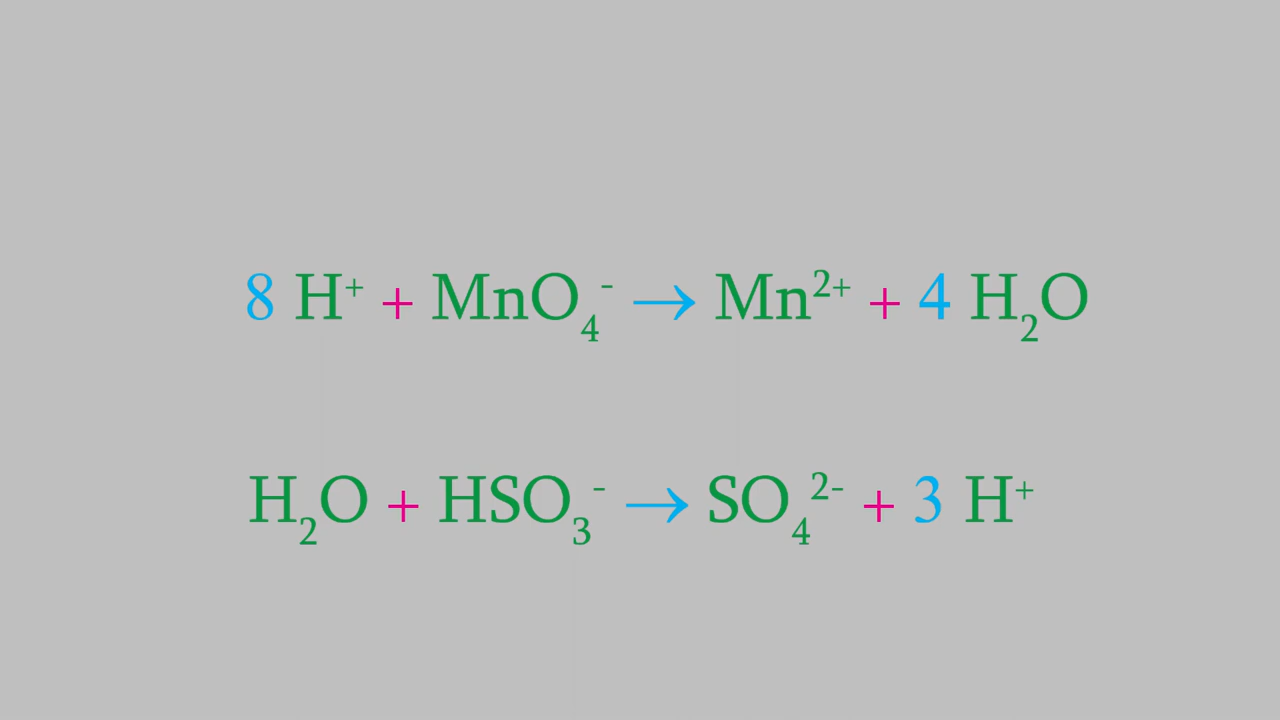 8 H⁺ + MnO₄⁻ → Mn²⁺ + 4 H₂O
H₂O + HSO₃⁻ → SO₄²⁻ + 3 H⁺